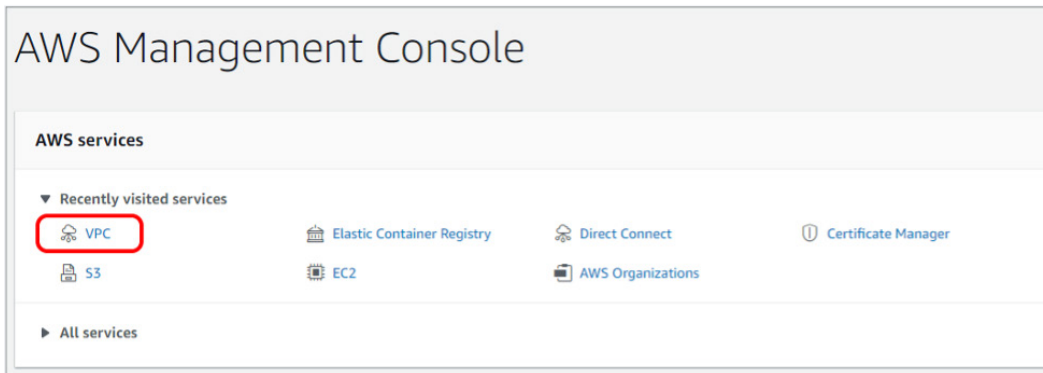 AWS Management Console
AWS services
Recently visited services
VPC Elastic Container Registry Direct Connect Certificate Manager
S3 EC2 AWS Organizations
All services